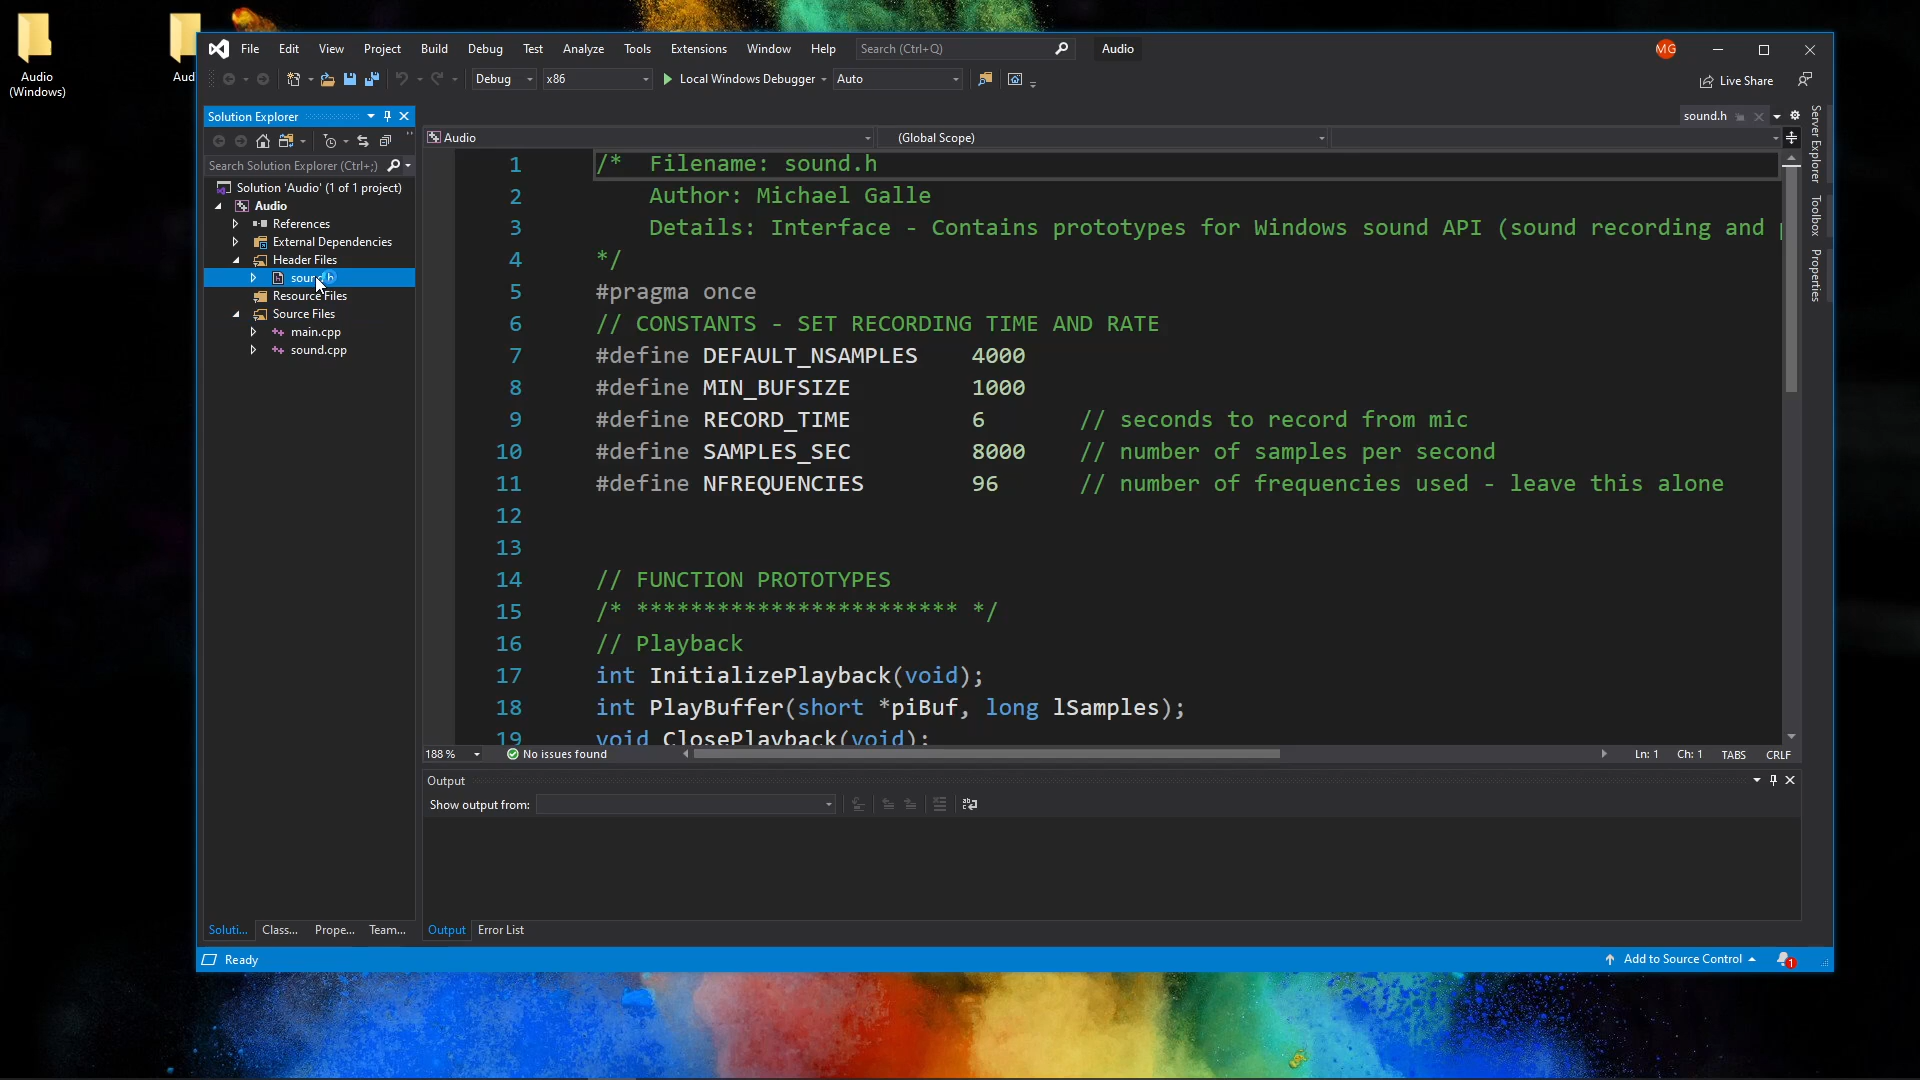 Audio
(Windows)
Aud
File Edit View Project Build Debug Test Analyze Tools Extensions Window Help Search (Ctrl+Q) Audio MG
Debug x86 Local Windows Debugger Auto Live Share
Solution Explorer
Search Solution Explorer (Ctrl+;)
Solution 'Audio' (1 of 1 project)
Audio
References
External Dependencies
Header Files
sound.h
Resource Files
Source Files
main.cpp
sound.cpp
Soluti... Class... Prope... Team...
sound.h
Audio (Global Scope)
1 /* Filename: sound.h
2 Author: Michael Galle
3 Details: Interface - Contains prototypes for Windows sound API (sound recording and
4 */
5 #pragma once
6 // CONSTANTS - SET RECORDING TIME AND RATE
7 #define DEFAULT_NSAMPLES 4000
8 #define MIN_BUFSIZE 1000
9 #define RECORD_TIME 6 // seconds to record from mic
10 #define SAMPLES_SEC 8000 // number of samples per second
11 #define NFREQUENCIES 96 // number of frequencies used - leave this alone
12
13
14 // FUNCTION PROTOTYPES
15 /* ************************ */
16 // Playback
17 int InitializePlayback(void);
18 int PlayBuffer(short *piBuf, long lSamples);
19 void ClosePlayback(void);
188 % No issues found Ln: 1 Ch: 1 TABS CRLF
Output
Show output from:
Output Error List
Server Explorer
Toolbox
Properties
Ready Add to Source Control 1